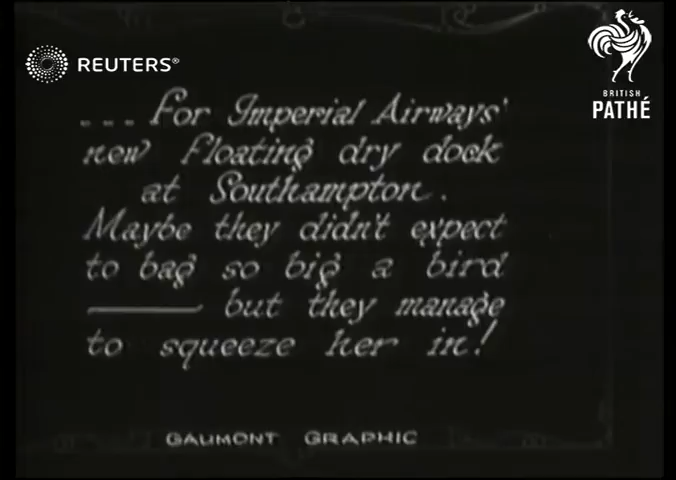 REUTERS®
BRITISH
PATHÉ
... For Imperial Airways'
new floating dry dock
at Southampton.
Maybe they didn't expect
to bag so big a bird
—— but they manage
to squeeze her in!
GAUMONT GRAPHIC